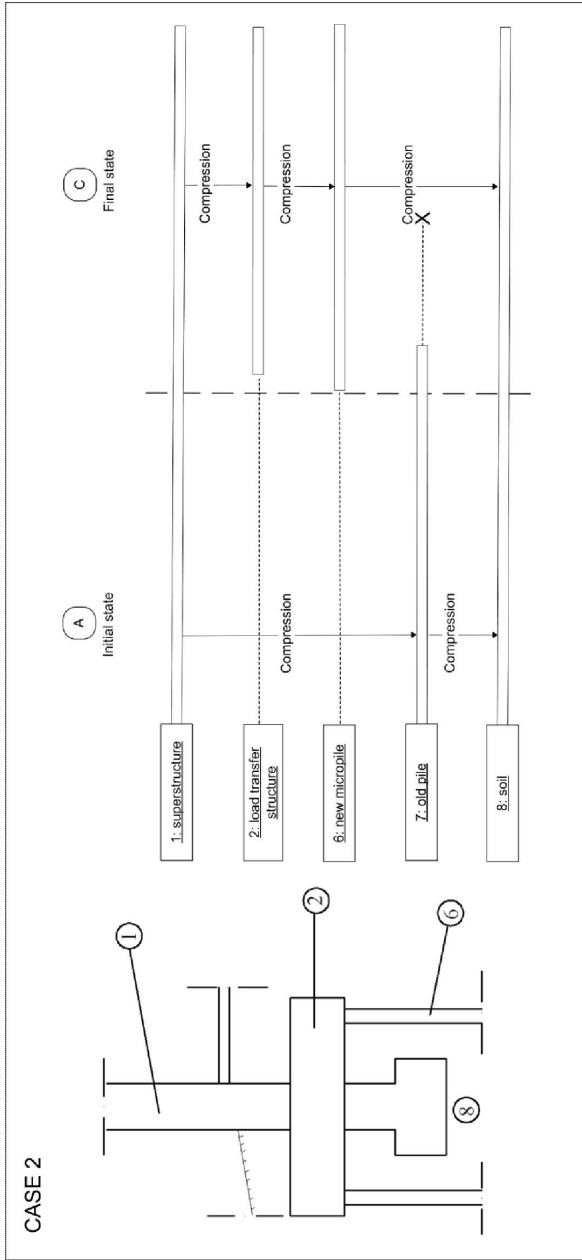 CASE 2
1
2
6
8
A
Initial state
C
Final state
1: superstructure
2: load transfer
structure
6: new micropile
7: old pile
8: soil
Compression
Compression
Compression
Compression
Compression
X